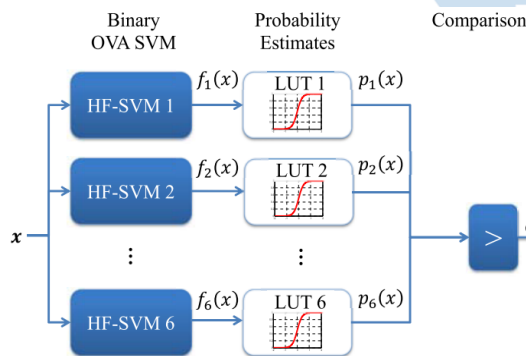 Binary
OVA SVM
Probability
Estimates
Comparison
HF-SVM 1
f₁(x)
LUT 1
p₁(x)
HF-SVM 2
f₂(x)
LUT 2
p₂(x)
x
⋮
⋮
>
HF-SVM 6
f₆(x)
LUT 6
p₆(x)